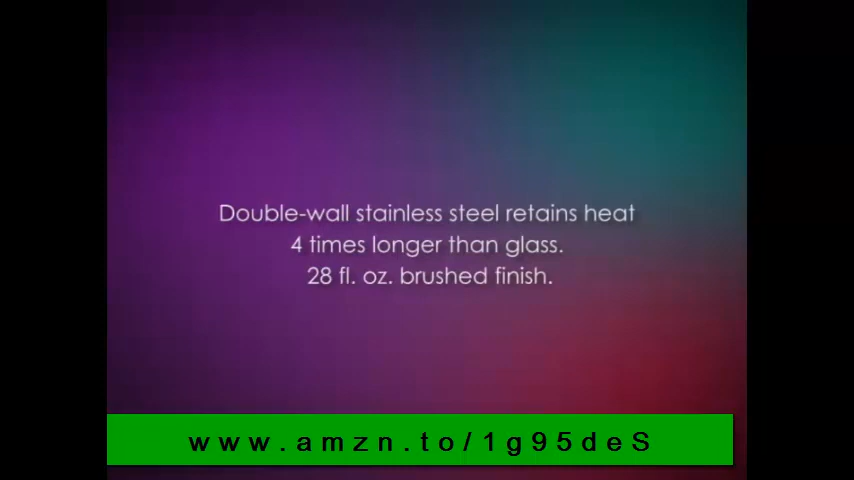 Double-wall stainless steel retains heat
4 times longer than glass.
28 fl. oz. brushed finish.
www.amzn.to/1g95deS